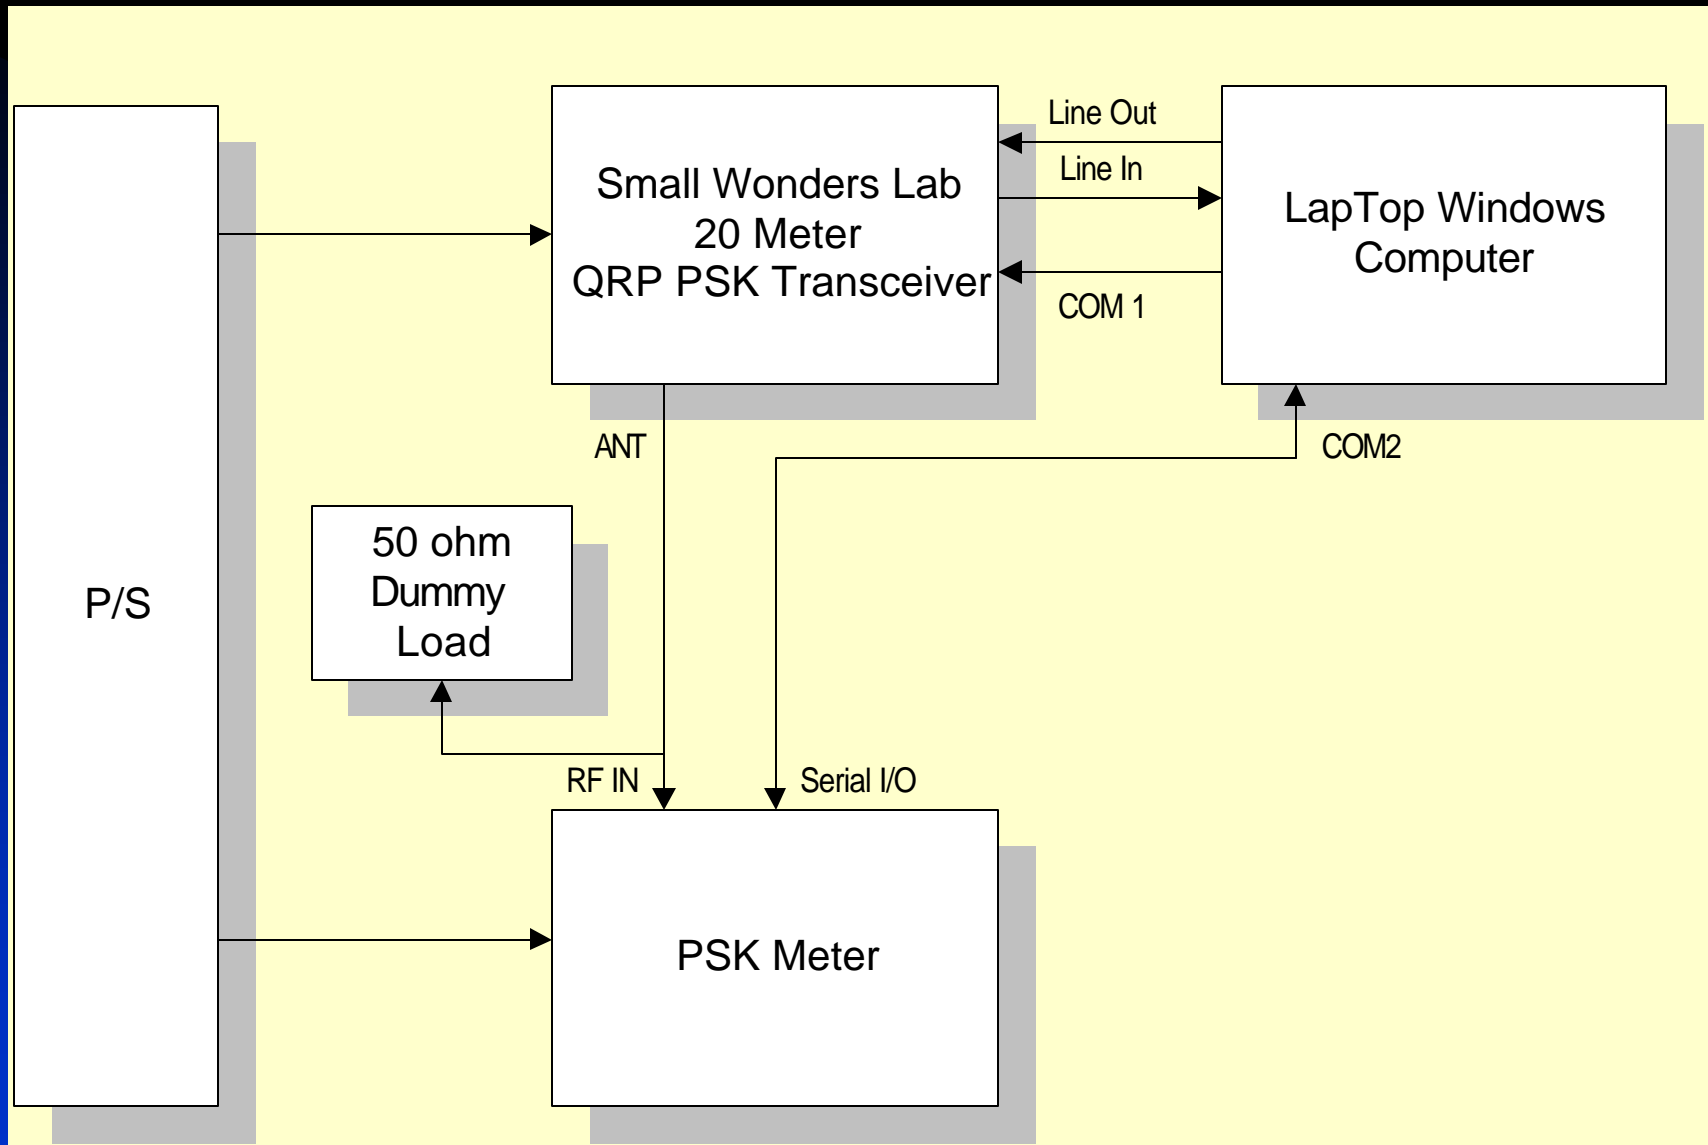 Small Wonders Lab
20 Meter
QRP PSK Transceiver
Line Out
Line In
COM 1
LapTop Windows
Computer
ANT
COM2
50 ohm
Dummy
Load
P/S
RF IN
Serial I/O
PSK Meter